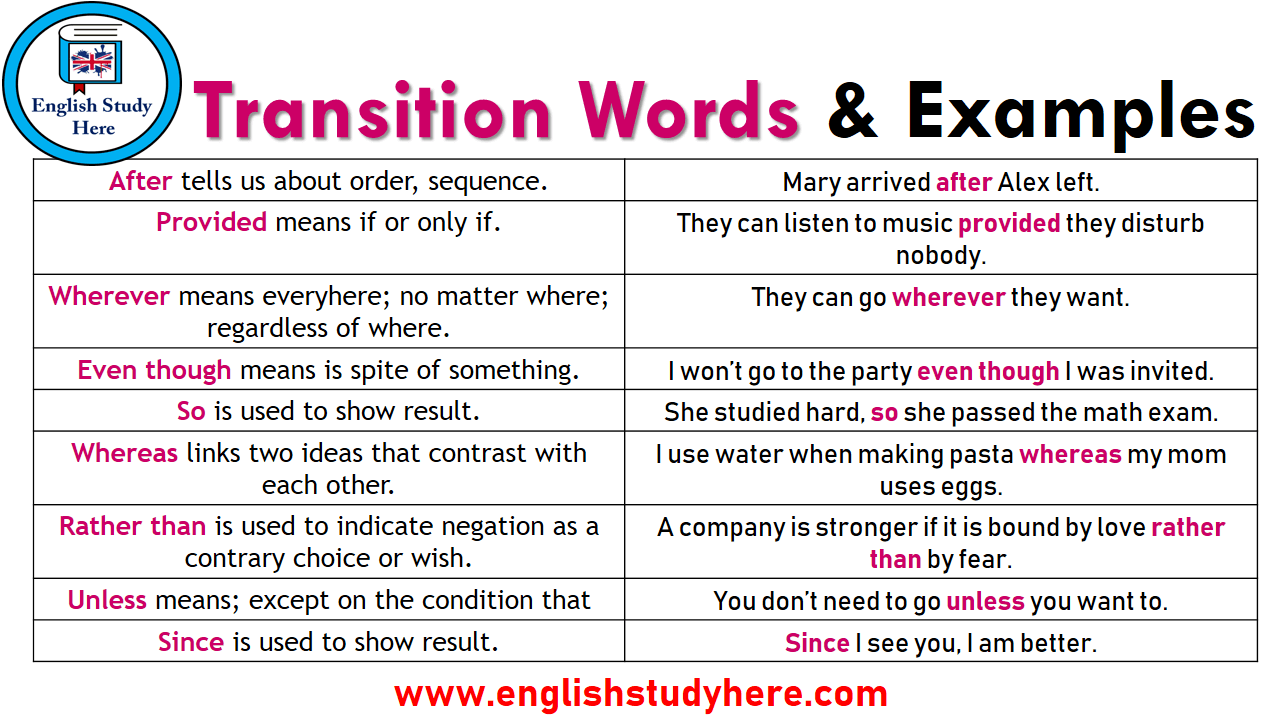 English Study
Here
Transition Words & Examples
After tells us about order, sequence.
Mary arrived after Alex left.
Provided means if or only if.
They can listen to music provided they disturb
nobody.
Wherever means everyhere; no matter where;
regardless of where.
They can go wherever they want.
Even though means is spite of something.
I won’t go to the party even though I was invited.
So is used to show result.
She studied hard, so she passed the math exam.
Whereas links two ideas that contrast with
each other.
I use water when making pasta whereas my mom
uses eggs.
Rather than is used to indicate negation as a
contrary choice or wish.
A company is stronger if it is bound by love rather
than by fear.
Unless means; except on the condition that
You don’t need to go unless you want to.
Since is used to show result.
Since I see you, I am better.
www.englishstudyhere.com